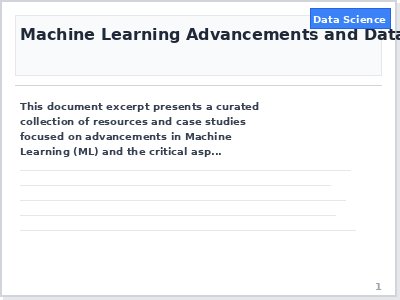 Data Science
Machine Learning Advancements and Data
This document excerpt presents a curated
collection of resources and case studies
focused on advancements in Machine
Learning (ML) and the critical asp...
1